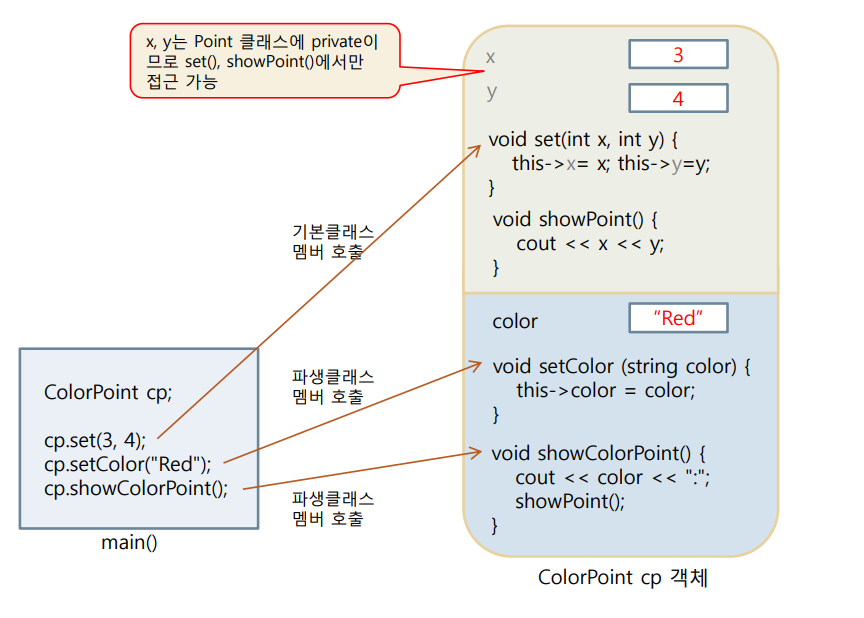 x, y는 Point 클래스에 private이
므로 set(), showPoint()에서만
접근 가능
x
3
y
4
void set(int x, int y) {
this->x= x; this->y=y;
}
void showPoint() {
cout << x << y;
}
기본클래스
멤버 호출
color
"Red"
void setColor (string color) {
this->color = color;
}
void showColorPoint() {
cout << color << ":";
showPoint();
}
파생클래스
멤버 호출
ColorPoint cp;
cp.set(3, 4);
cp.setColor("Red");
cp.showColorPoint();
파생클래스
멤버 호출
main()
ColorPoint cp 객체